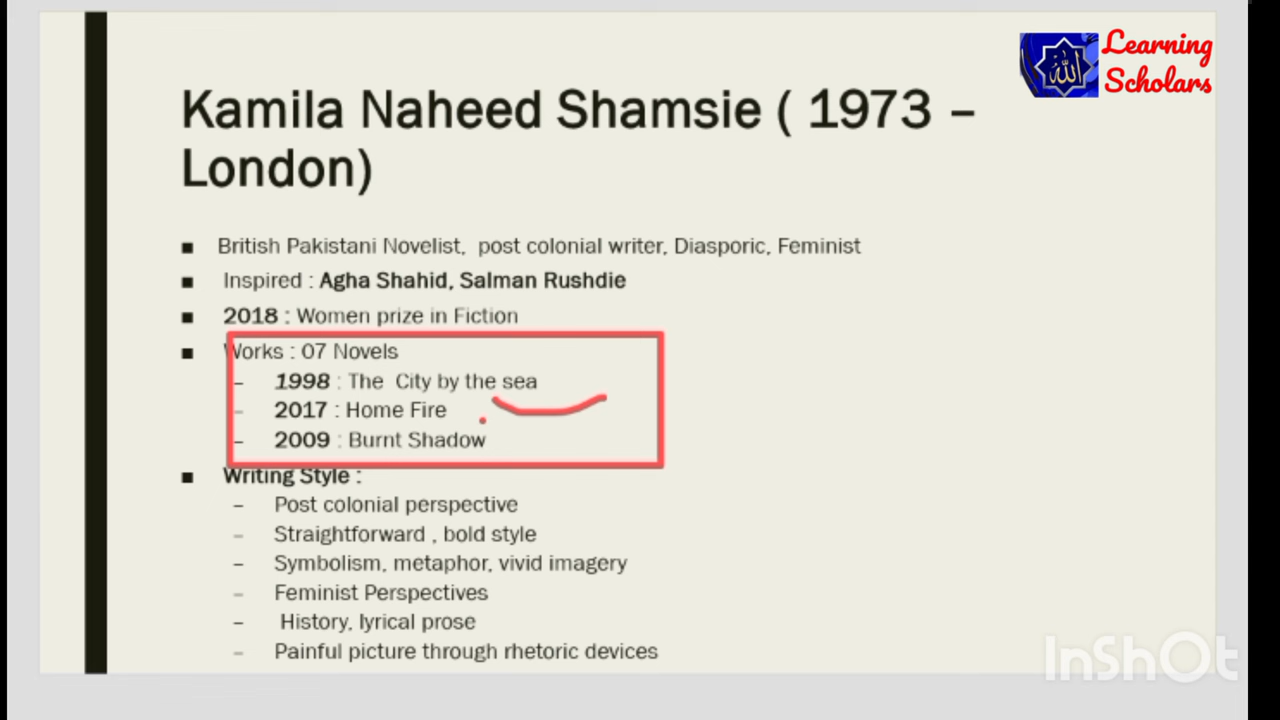 Learning
Scholars
الله
Kamila Naheed Shamsie ( 1973 –
London)
■ British Pakistani Novelist, post colonial writer, Diasporic, Feminist
■ Inspired : Agha Shahid, Salman Rushdie
■ 2018 : Women prize in Fiction
■ Works : 07 Novels
– 1998 : The City by the sea
– 2017 : Home Fire
– 2009 : Burnt Shadow
■ Writing Style :
– Post colonial perspective
– Straightforward , bold style
– Symbolism, metaphor, vivid imagery
– Feminist Perspectives
– History, lyrical prose
– Painful picture through rhetoric devices
InShOt